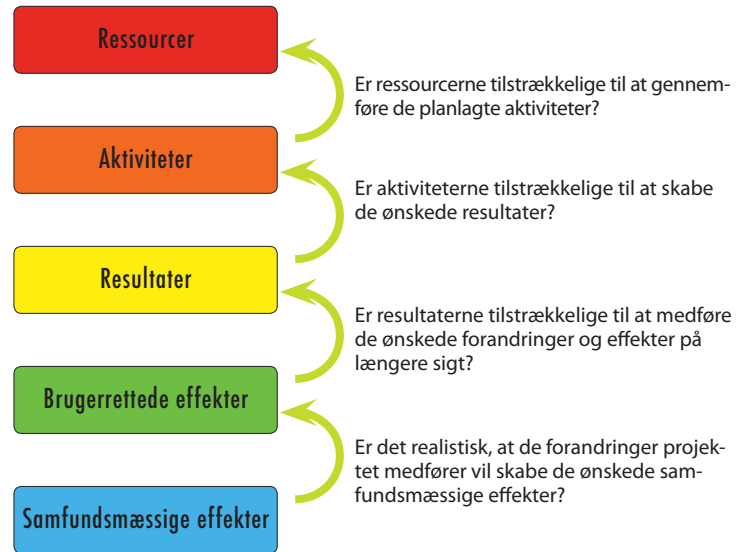 Ressourcer
Er ressourcerne tilstrækkelige til at gennem-
føre de planlagte aktiviteter?
Aktiviteter
Er aktiviteterne tilstrækkelige til at skabe
de ønskede resultater?
Resultater
Er resultaterne tilstrækkelige til at medføre
de ønskede forandringer og effekter på
længere sigt?
Brugerrettede effekter
Er det realistisk, at de forandringer projek-
tet medfører vil skabe de ønskede sam-
fundsmæssige effekter?
Samfundsmæssige effekter